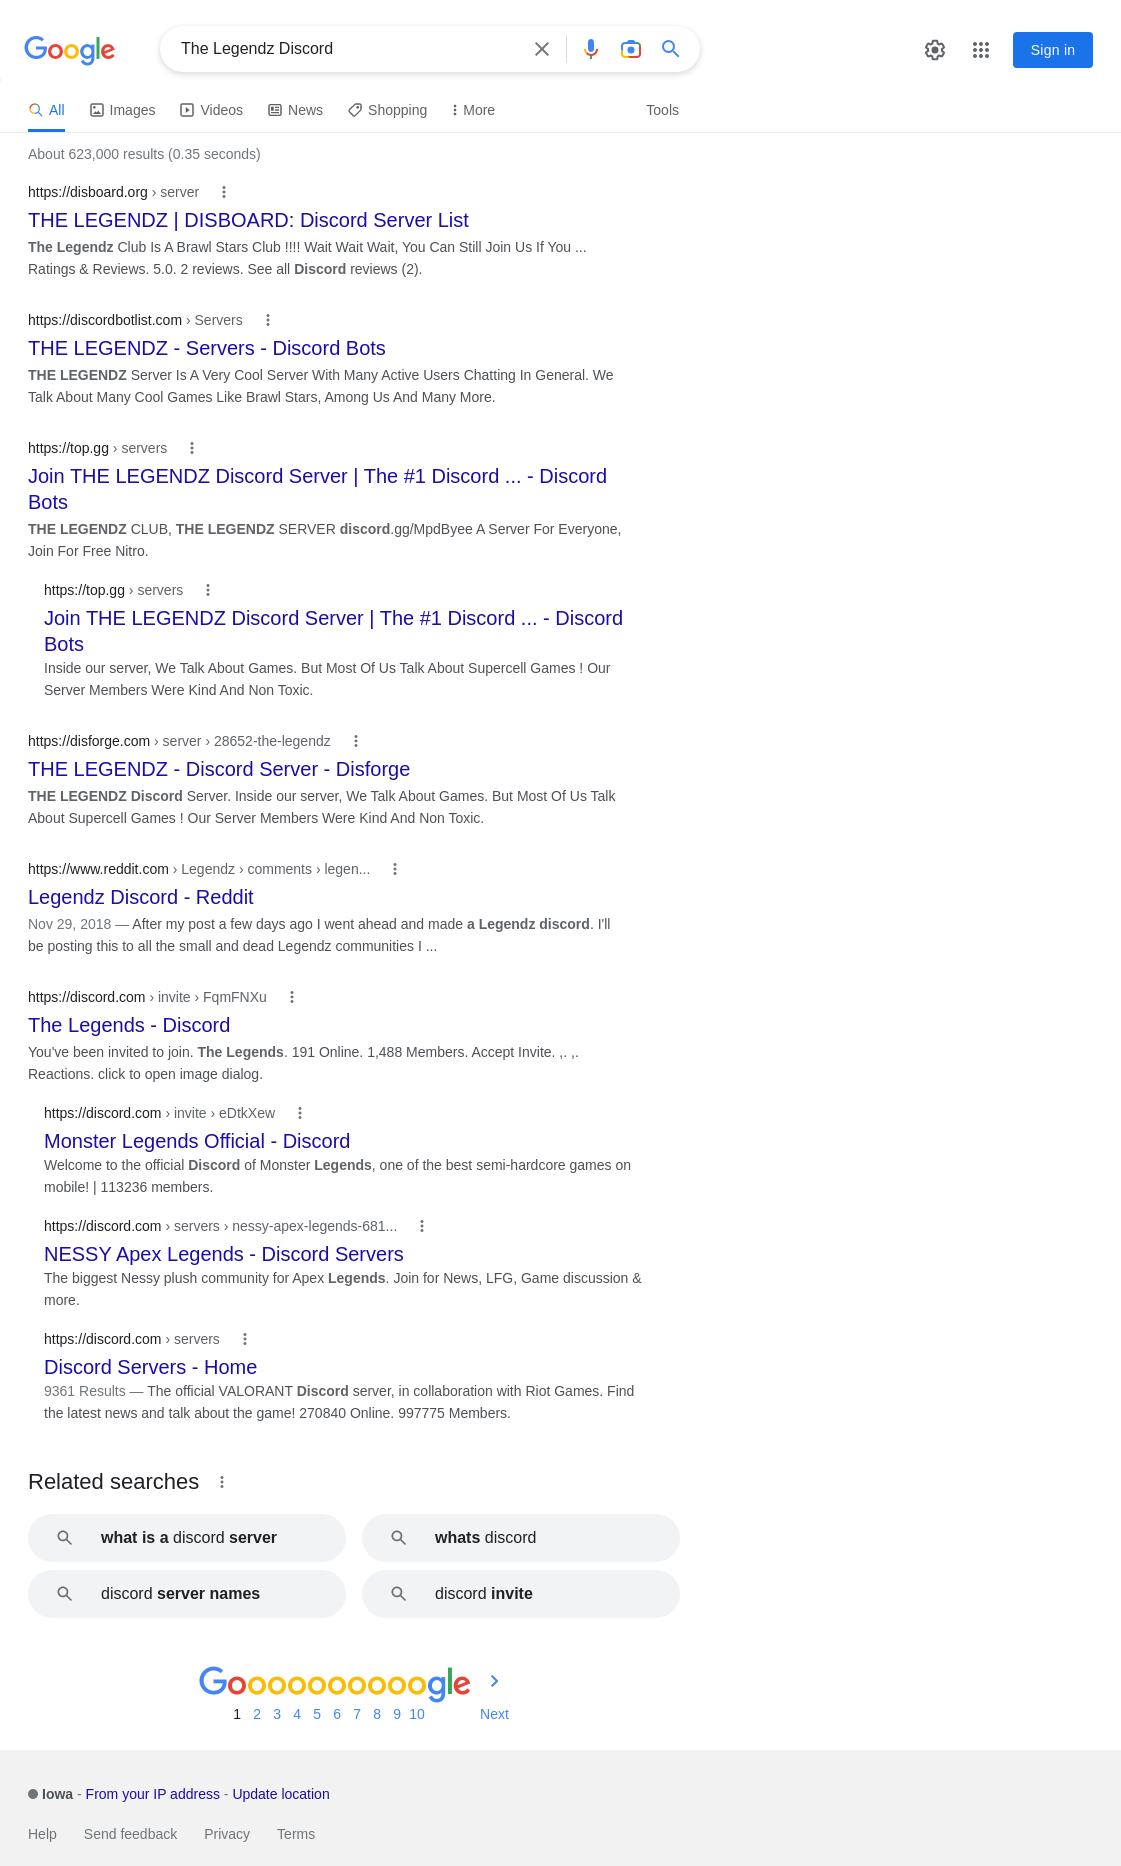 Google
The Legendz Discord
Sign in
All Images Videos News Shopping More Tools
About 623,000 results (0.35 seconds)
https://disboard.org › server
THE LEGENDZ | DISBOARD: Discord Server List
The Legendz Club Is A Brawl Stars Club !!!! Wait Wait Wait, You Can Still Join Us If You ...
Ratings & Reviews. 5.0. 2 reviews. See all Discord reviews (2).
https://discordbotlist.com › Servers
THE LEGENDZ - Servers - Discord Bots
THE LEGENDZ Server Is A Very Cool Server With Many Active Users Chatting In General. We
Talk About Many Cool Games Like Brawl Stars, Among Us And Many More.
https://top.gg › servers
Join THE LEGENDZ Discord Server | The #1 Discord ... - Discord
Bots
THE LEGENDZ CLUB, THE LEGENDZ SERVER discord.gg/MpdByee A Server For Everyone,
Join For Free Nitro.
https://top.gg › servers
Join THE LEGENDZ Discord Server | The #1 Discord ... - Discord
Bots
Inside our server, We Talk About Games. But Most Of Us Talk About Supercell Games ! Our
Server Members Were Kind And Non Toxic.
https://disforge.com › server › 28652-the-legendz
THE LEGENDZ - Discord Server - Disforge
THE LEGENDZ Discord Server. Inside our server, We Talk About Games. But Most Of Us Talk
About Supercell Games ! Our Server Members Were Kind And Non Toxic.
https://www.reddit.com › Legendz › comments › legen...
Legendz Discord - Reddit
Nov 29, 2018 — After my post a few days ago I went ahead and made a Legendz discord. I'll
be posting this to all the small and dead Legendz communities I ...
https://discord.com › invite › FqmFNXu
The Legends - Discord
You've been invited to join. The Legends. 191 Online. 1,488 Members. Accept Invite. ,. ,.
Reactions. click to open image dialog.
https://discord.com › invite › eDtkXew
Monster Legends Official - Discord
Welcome to the official Discord of Monster Legends, one of the best semi-hardcore games on
mobile! | 113236 members.
https://discord.com › servers › nessy-apex-legends-681...
NESSY Apex Legends - Discord Servers
The biggest Nessy plush community for Apex Legends. Join for News, LFG, Game discussion &
more.
https://discord.com › servers
Discord Servers - Home
9361 Results — The official VALORANT Discord server, in collaboration with Riot Games. Find
the latest news and talk about the game! 270840 Online. 997775 Members.
Related searches
what is a discord server
whats discord
discord server names
discord invite
Goooooooooogle
1 2 3 4 5 6 7 8 9 10 Next
Iowa - From your IP address - Update location
Help Send feedback Privacy Terms